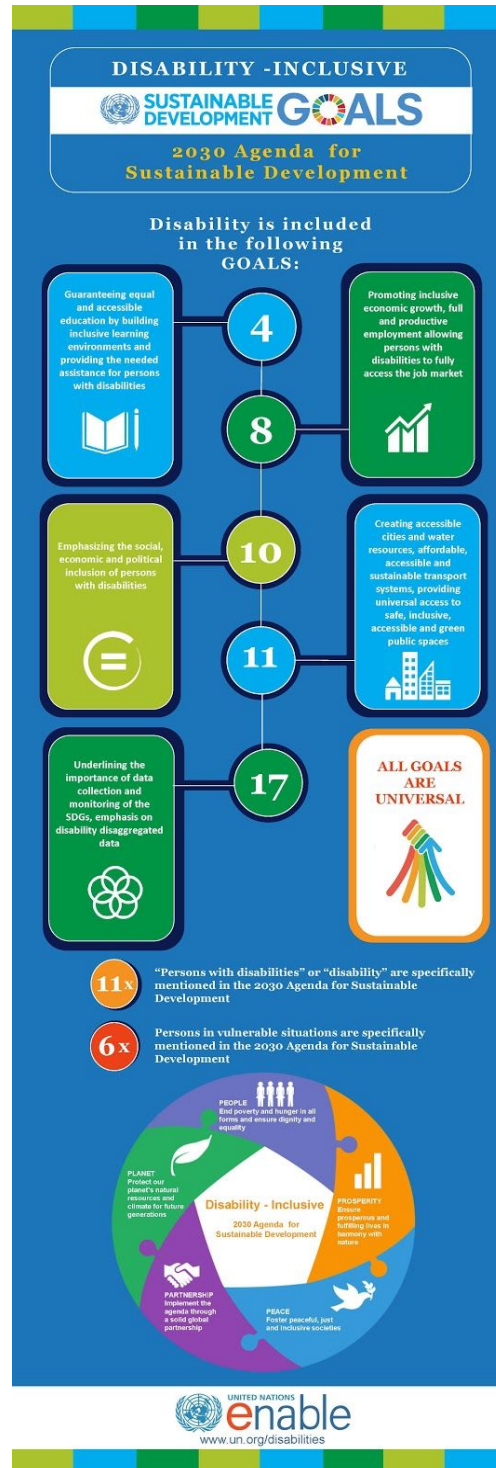 DISABILITY -INCLUSIVE
SUSTAINABLE
DEVELOPMENT GOALS
2030 Agenda for
Sustainable Development
Disability is included
in the following
GOALS:
Guaranteeing equal
and accessible
education by building
inclusive learning
environments and
providing the needed
assistance for persons
with disabilities
4
Promoting inclusive
economic growth, full
and productive
employment allowing
persons with
disabilities to fully
access the job market
8
Emphasizing the social,
economic and political
inclusion of persons
with disabilities
10
Creating accessible
cities and water
resources, affordable,
accessible and
sustainable transport
systems, providing
universal access to
safe, inclusive,
accessible and green
public spaces
11
Underlining the
importance of data
collection and
monitoring of the
SDGs, emphasis on
disability disaggregated
data
17
ALL GOALS
ARE
UNIVERSAL
11x
"Persons with disabilities" or "disability" are specifically
mentioned in the 2030 Agenda for Sustainable
Development
6x
Persons in vulnerable situations are specifically
mentioned in the 2030 Agenda for Sustainable
Development
PEOPLE
End poverty and hunger in all
forms and ensure dignity and
equality
PLANET
Protect our
planet's natural
resources and
climate for future
generations
Disability - Inclusive
2030 Agenda for
Sustainable Development
PROSPERITY
Ensure
prosperous and
fulfilling lives in
harmony with
nature
PARTNERSHIP
Implement the
agenda through
a solid global
partnership
PEACE
Foster peaceful, just
and inclusive societies
UNITED NATIONS
enable
www.un.org/disabilities